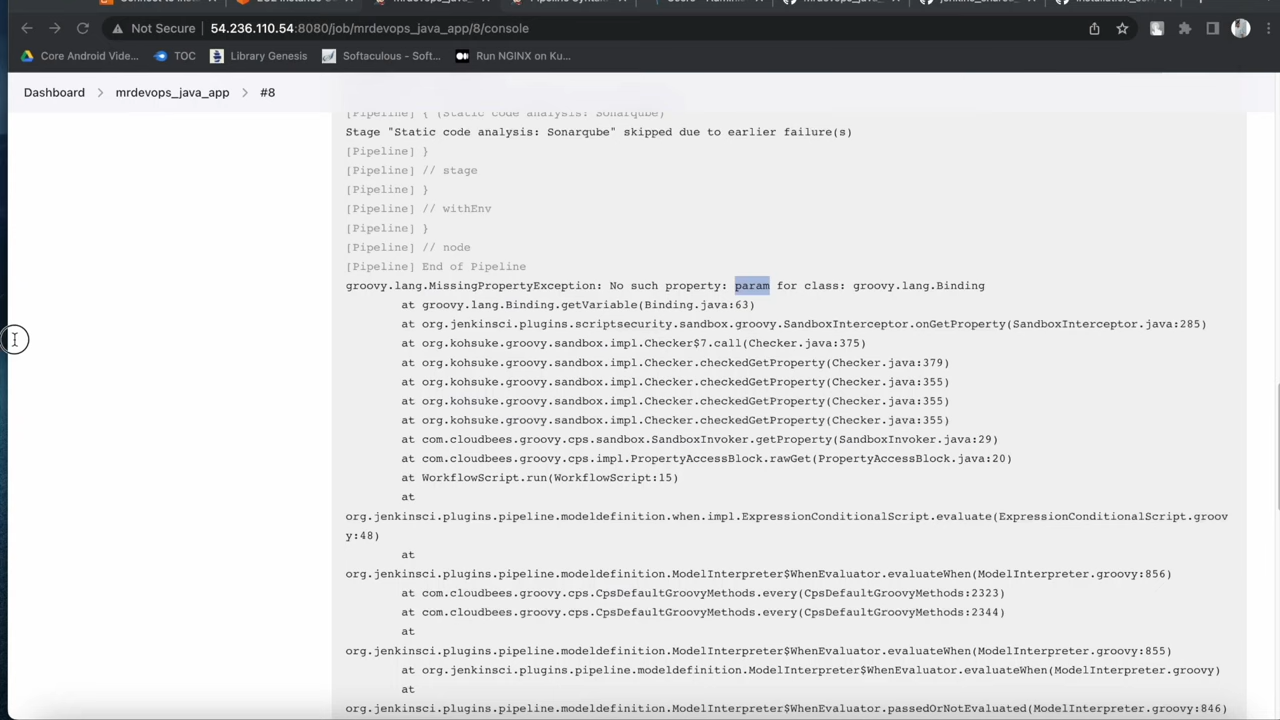 Not Secure 54.236.110.54:8080/job/mrdevops_java_app/8/console
Core Android Vide... TOC Library Genesis Softaculous - Soft... Run NGINX on Ku...
Dashboard > mrdevops_java_app > #8
[Pipeline] { (Static code analysis: Sonarqube)
Stage "Static code analysis: Sonarqube" skipped due to earlier failure(s)
[Pipeline] }
[Pipeline] // stage
[Pipeline] }
[Pipeline] // withEnv
[Pipeline] }
[Pipeline] // node
[Pipeline] End of Pipeline
groovy.lang.MissingPropertyException: No such property: param for class: groovy.lang.Binding
at groovy.lang.Binding.getVariable(Binding.java:63)
at org.jenkinsci.plugins.scriptsecurity.sandbox.groovy.SandboxInterceptor.onGetProperty(SandboxInterceptor.java:285)
at org.kohsuke.groovy.sandbox.impl.Checker$7.call(Checker.java:375)
at org.kohsuke.groovy.sandbox.impl.Checker.checkedGetProperty(Checker.java:379)
at org.kohsuke.groovy.sandbox.impl.Checker.checkedGetProperty(Checker.java:355)
at org.kohsuke.groovy.sandbox.impl.Checker.checkedGetProperty(Checker.java:355)
at org.kohsuke.groovy.sandbox.impl.Checker.checkedGetProperty(Checker.java:355)
at com.cloudbees.groovy.cps.sandbox.SandboxInvoker.getProperty(SandboxInvoker.java:29)
at com.cloudbees.groovy.cps.impl.PropertyAccessBlock.rawGet(PropertyAccessBlock.java:20)
at WorkflowScript.run(WorkflowScript:15)
at
org.jenkinsci.plugins.pipeline.modeldefinition.when.impl.ExpressionConditionalScript.evaluate(ExpressionConditionalScript.groov
y:48)
at
org.jenkinsci.plugins.pipeline.modeldefinition.ModelInterpreter$WhenEvaluator.evaluateWhen(ModelInterpreter.groovy:856)
at com.cloudbees.groovy.cps.CpsDefaultGroovyMethods.every(CpsDefaultGroovyMethods:2323)
at com.cloudbees.groovy.cps.CpsDefaultGroovyMethods.every(CpsDefaultGroovyMethods:2344)
at
org.jenkinsci.plugins.pipeline.modeldefinition.ModelInterpreter$WhenEvaluator.evaluateWhen(ModelInterpreter.groovy:855)
at org.jenkinsci.plugins.pipeline.modeldefinition.ModelInterpreter$WhenEvaluator.evaluateWhen(ModelInterpreter.groovy)
at
org.jenkinsci.plugins.pipeline.modeldefinition.ModelInterpreter$WhenEvaluator.passedOrNotEvaluated(ModelInterpreter.groovy:846)